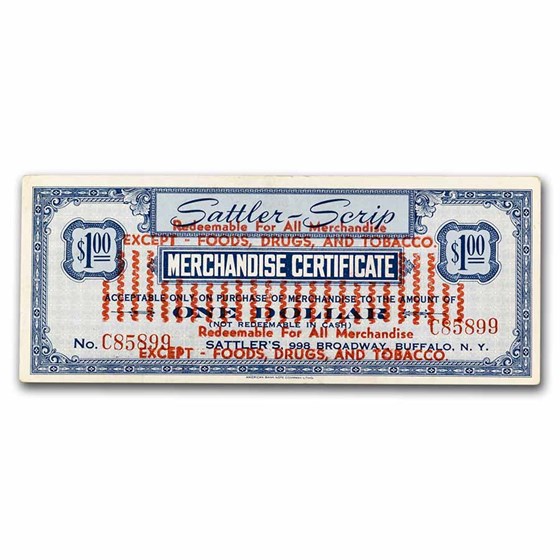 Sattler-Scrip
Redeemable For All Merchandise
EXCEPT - FOODS, DRUGS, AND TOBACCO
$1.00 $1.00
MERCHANDISE CERTIFICATE
ACCEPTABLE ONLY ON PURCHASE OF MERCHANDISE TO THE AMOUNT OF
ONE DOLLAR
(NOT REDEEMABLE IN CASH) C85899
Redeemable For All Merchandise
No. C85899 SATTLER'S, 998 BROADWAY, BUFFALO, N. Y.
EXCEPT - FOODS, DRUGS, AND TOBACCO